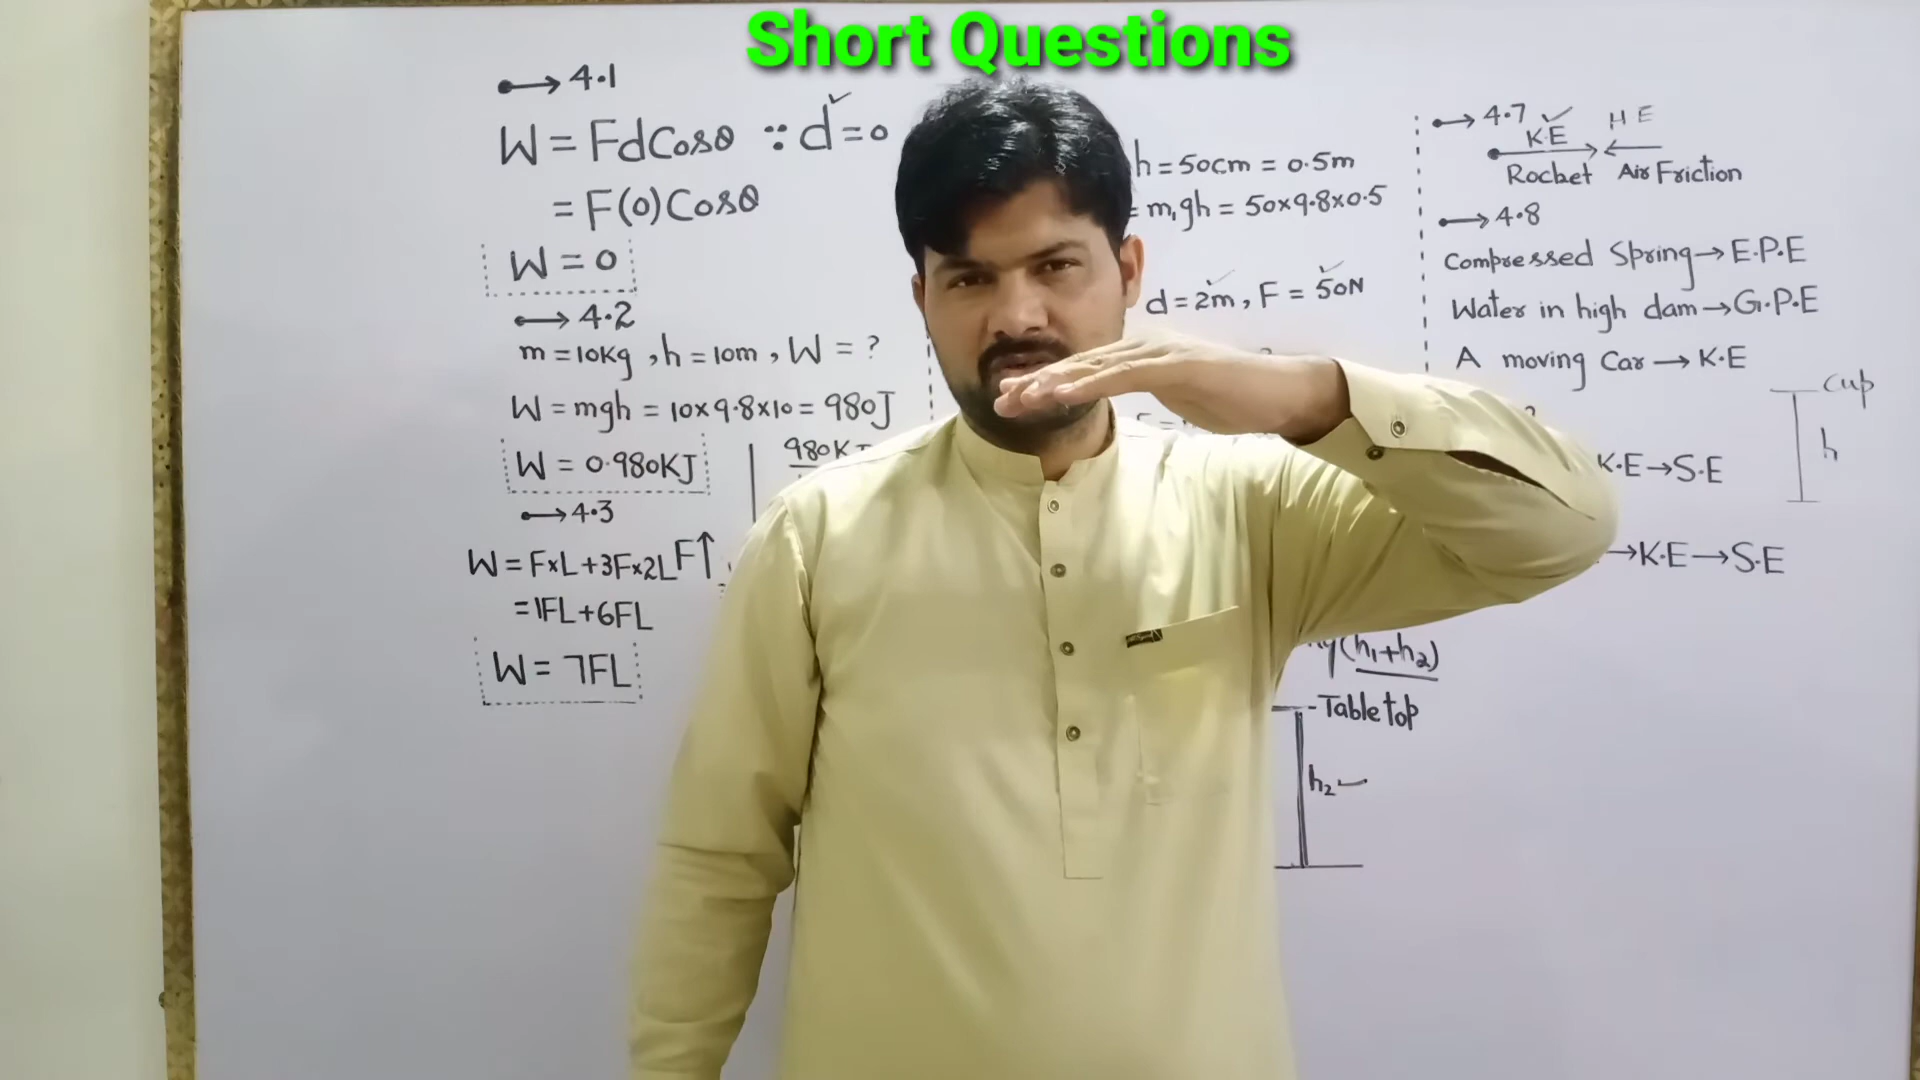 Short Questions
4.1
W = FdCosθ ∵ d = 0
= F(0)Cosθ
W = 0
4.2
m = 10Kg, h = 10m, W = ?
W = mgh = 10×9.8×10 = 980J
W = 0.980KJ
980K
4.3
W = F×L+3F×2L F↑
= 1FL+6FL
W = 7FL
h = 50cm = 0.5m
= m₁gh = 50×9.8×0.5
d = 2m, F = 50N
(h₁+h₂)
Table top
h₂
4.7
K.E H E
Rocket Air Friction
4.8
Compressed Spring → E.P.E
Water in high dam → G.P.E
A moving Car → K.E
Cup
h
K.E → S.E
→ K.E → S.E